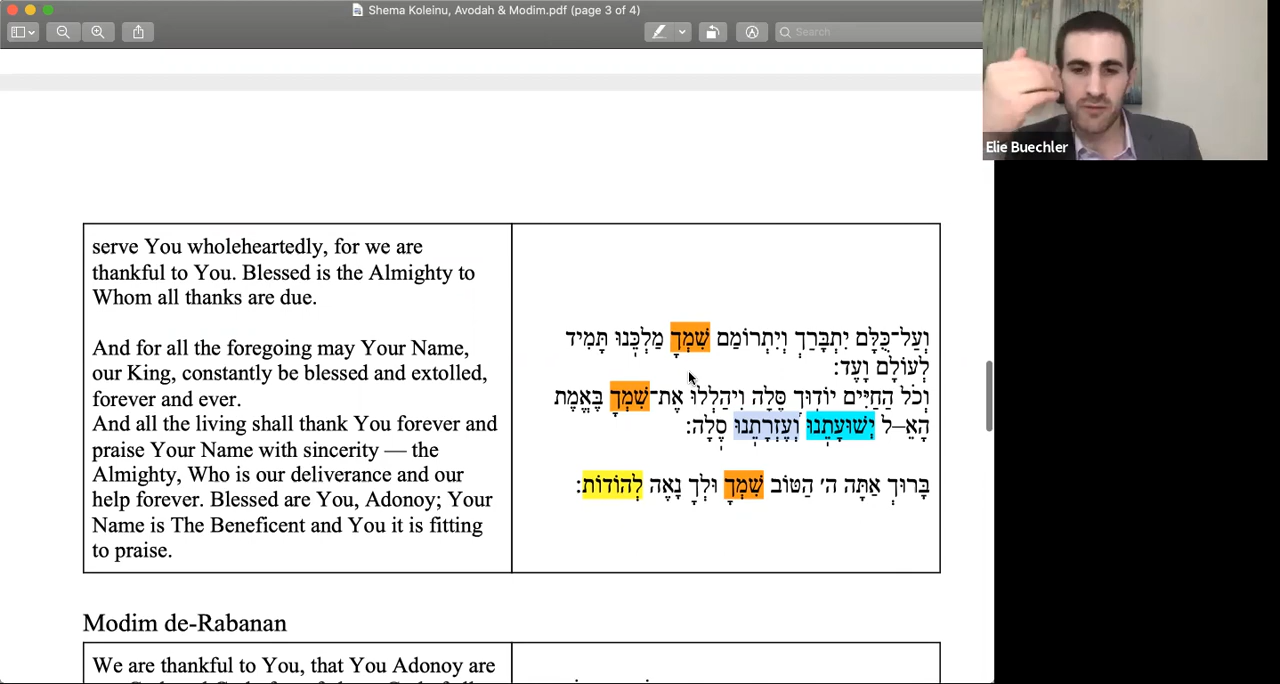 Shema Koleinu, Avodah & Modim.pdf (page 3 of 4)
Search
Elie Buechler
serve You wholeheartedly, for we are
thankful to You. Blessed is the Almighty to
Whom all thanks are due.
And for all the foregoing may Your Name,
our King, constantly be blessed and extolled,
forever and ever.
And all the living shall thank You forever and
praise Your Name with sincerity — the
Almighty, Who is our deliverance and our
help forever. Blessed are You, Adonoy; Your
Name is The Beneficent and You it is fitting
to praise.
וְעַל־כֻּלָּם יִתְבָּרַךְ וְיִתְרוֹמַם שִׁמְךָ מַלְכֵּנוּ תָּמִיד
לְעוֹלָם וָעֶד:
וְכֹל הַחַיִּים יוֹדֽוּךָ סֶּלָה וִיהַלְלוּ אֶת־שִׁמְךָ בֶּאֱמֶת
הָאֵ–ל יְשׁוּעָתֵנוּ וְעֶזְרָתֵנוּ סֶלָה:
בָּרוּךְ אַתָּה ה' הַטּוֹב שִׁמְךָ וּלְךָ נָאֶה לְהוֹדוֹת:
Modim de-Rabanan
We are thankful to You, that You Adonoy are